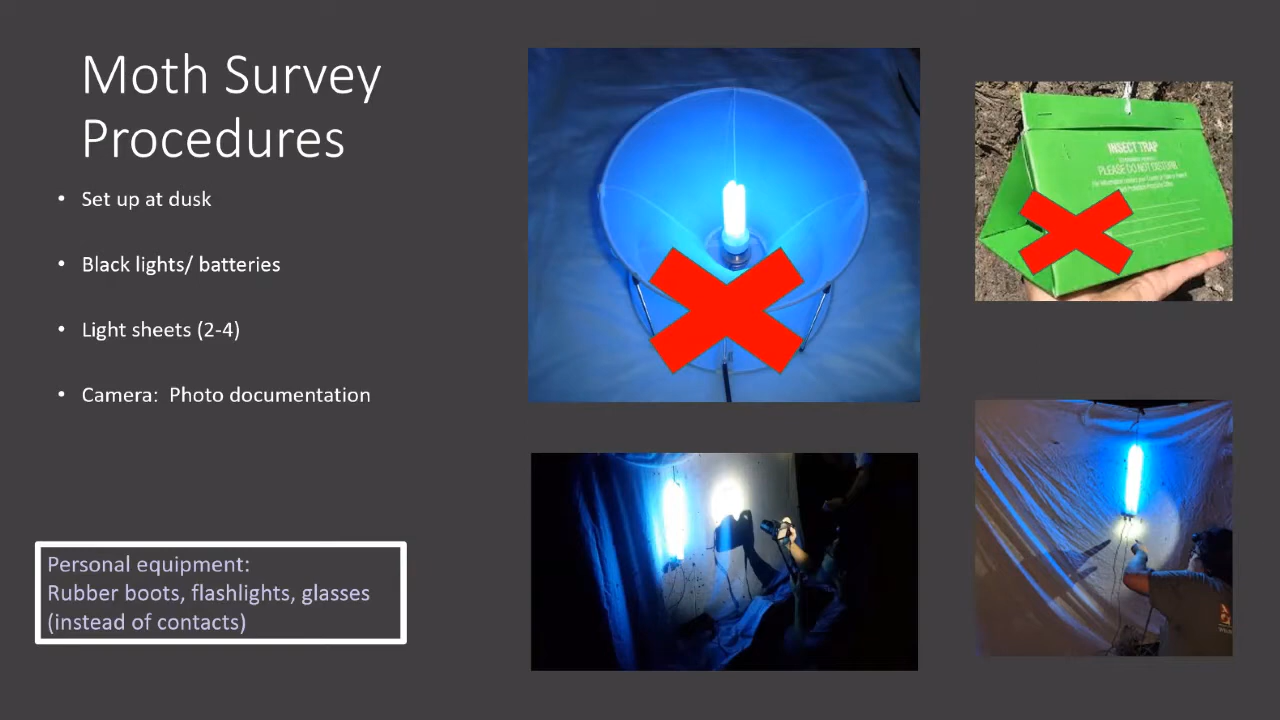 Moth Survey
Procedures
• Set up at dusk
• Black lights/ batteries
• Light sheets (2-4)
• Camera:  Photo documentation
Personal equipment:
Rubber boots, flashlights, glasses
(instead of contacts)
INSECT TRAP
PLEASE DO NOT DISTURB